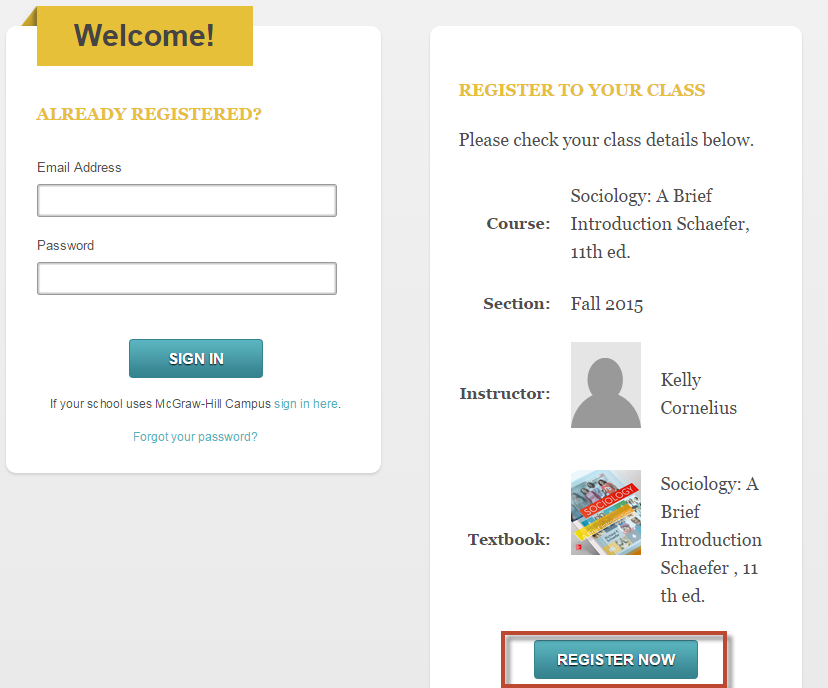 Welcome!
ALREADY REGISTERED?
Email Address
Password
SIGN IN
If your school uses McGraw-Hill Campus sign in here.
Forgot your password?
REGISTER TO YOUR CLASS
Please check your class details below.
Course:
Sociology: A Brief
Introduction Schaefer,
11th ed.
Section:
Fall 2015
Instructor:
Kelly
Cornelius
Textbook:
SOCIOLOGY
Sociology: A
Brief
Introduction
Schaefer , 11
th ed.
REGISTER NOW